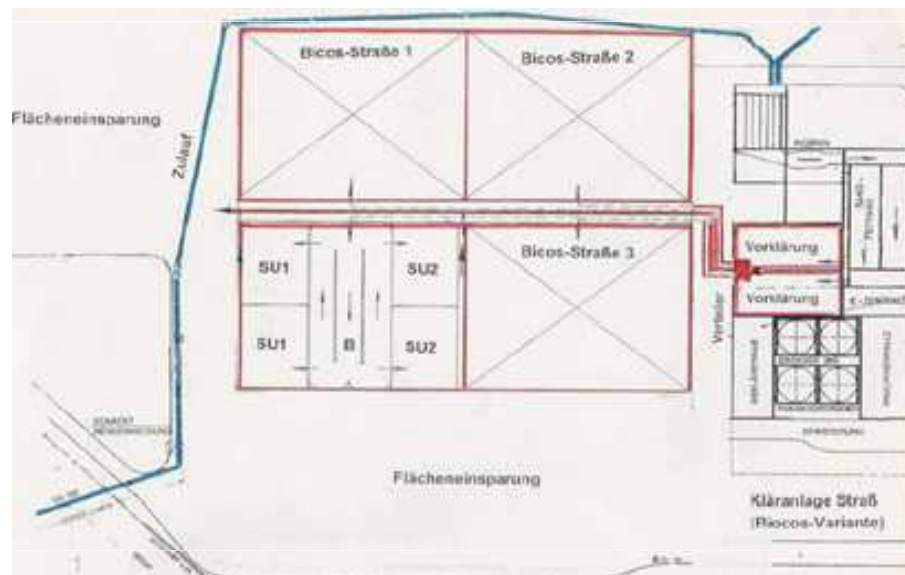 Bicos-Straße 1
Bicos-Straße 2
Flächeneinsparung
Zulauf
Vorklärung
Bicos-Straße 3
SU1
SU2
Vorklärung
Verteiler
SU1
B
SU2
Flächeneinsparung
Kläranlage Straß
(Biocos-Variante)